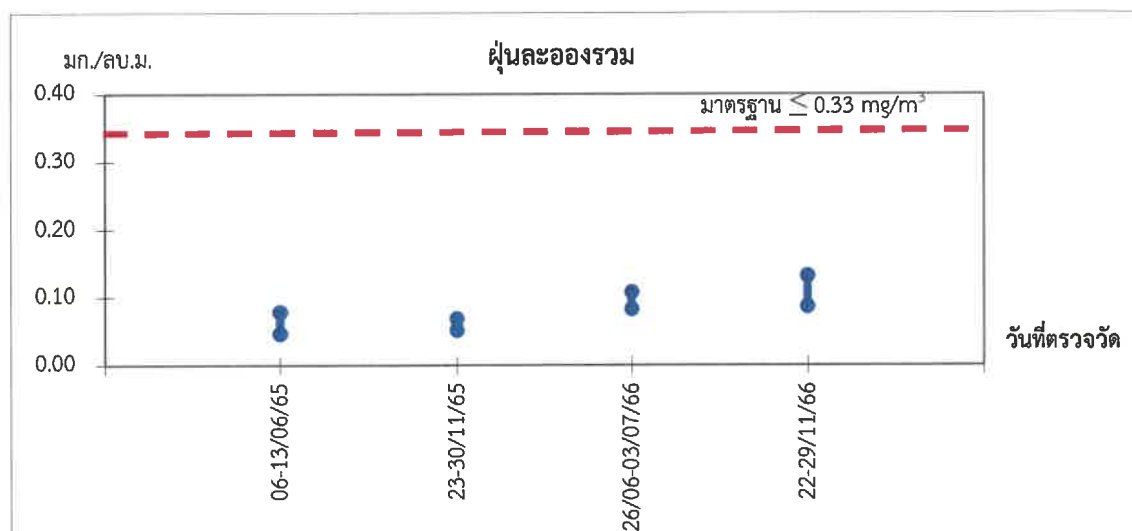 ฝุ่นละอองรวม
มก./ลบ.ม.
มาตรฐาน ≤ 0.33 mg/m³
0.40
0.30
0.20
0.10
0.00
วันที่ตรวจวัด
06-13/06/65
23-30/11/65
26/06-03/07/66
22-29/11/66